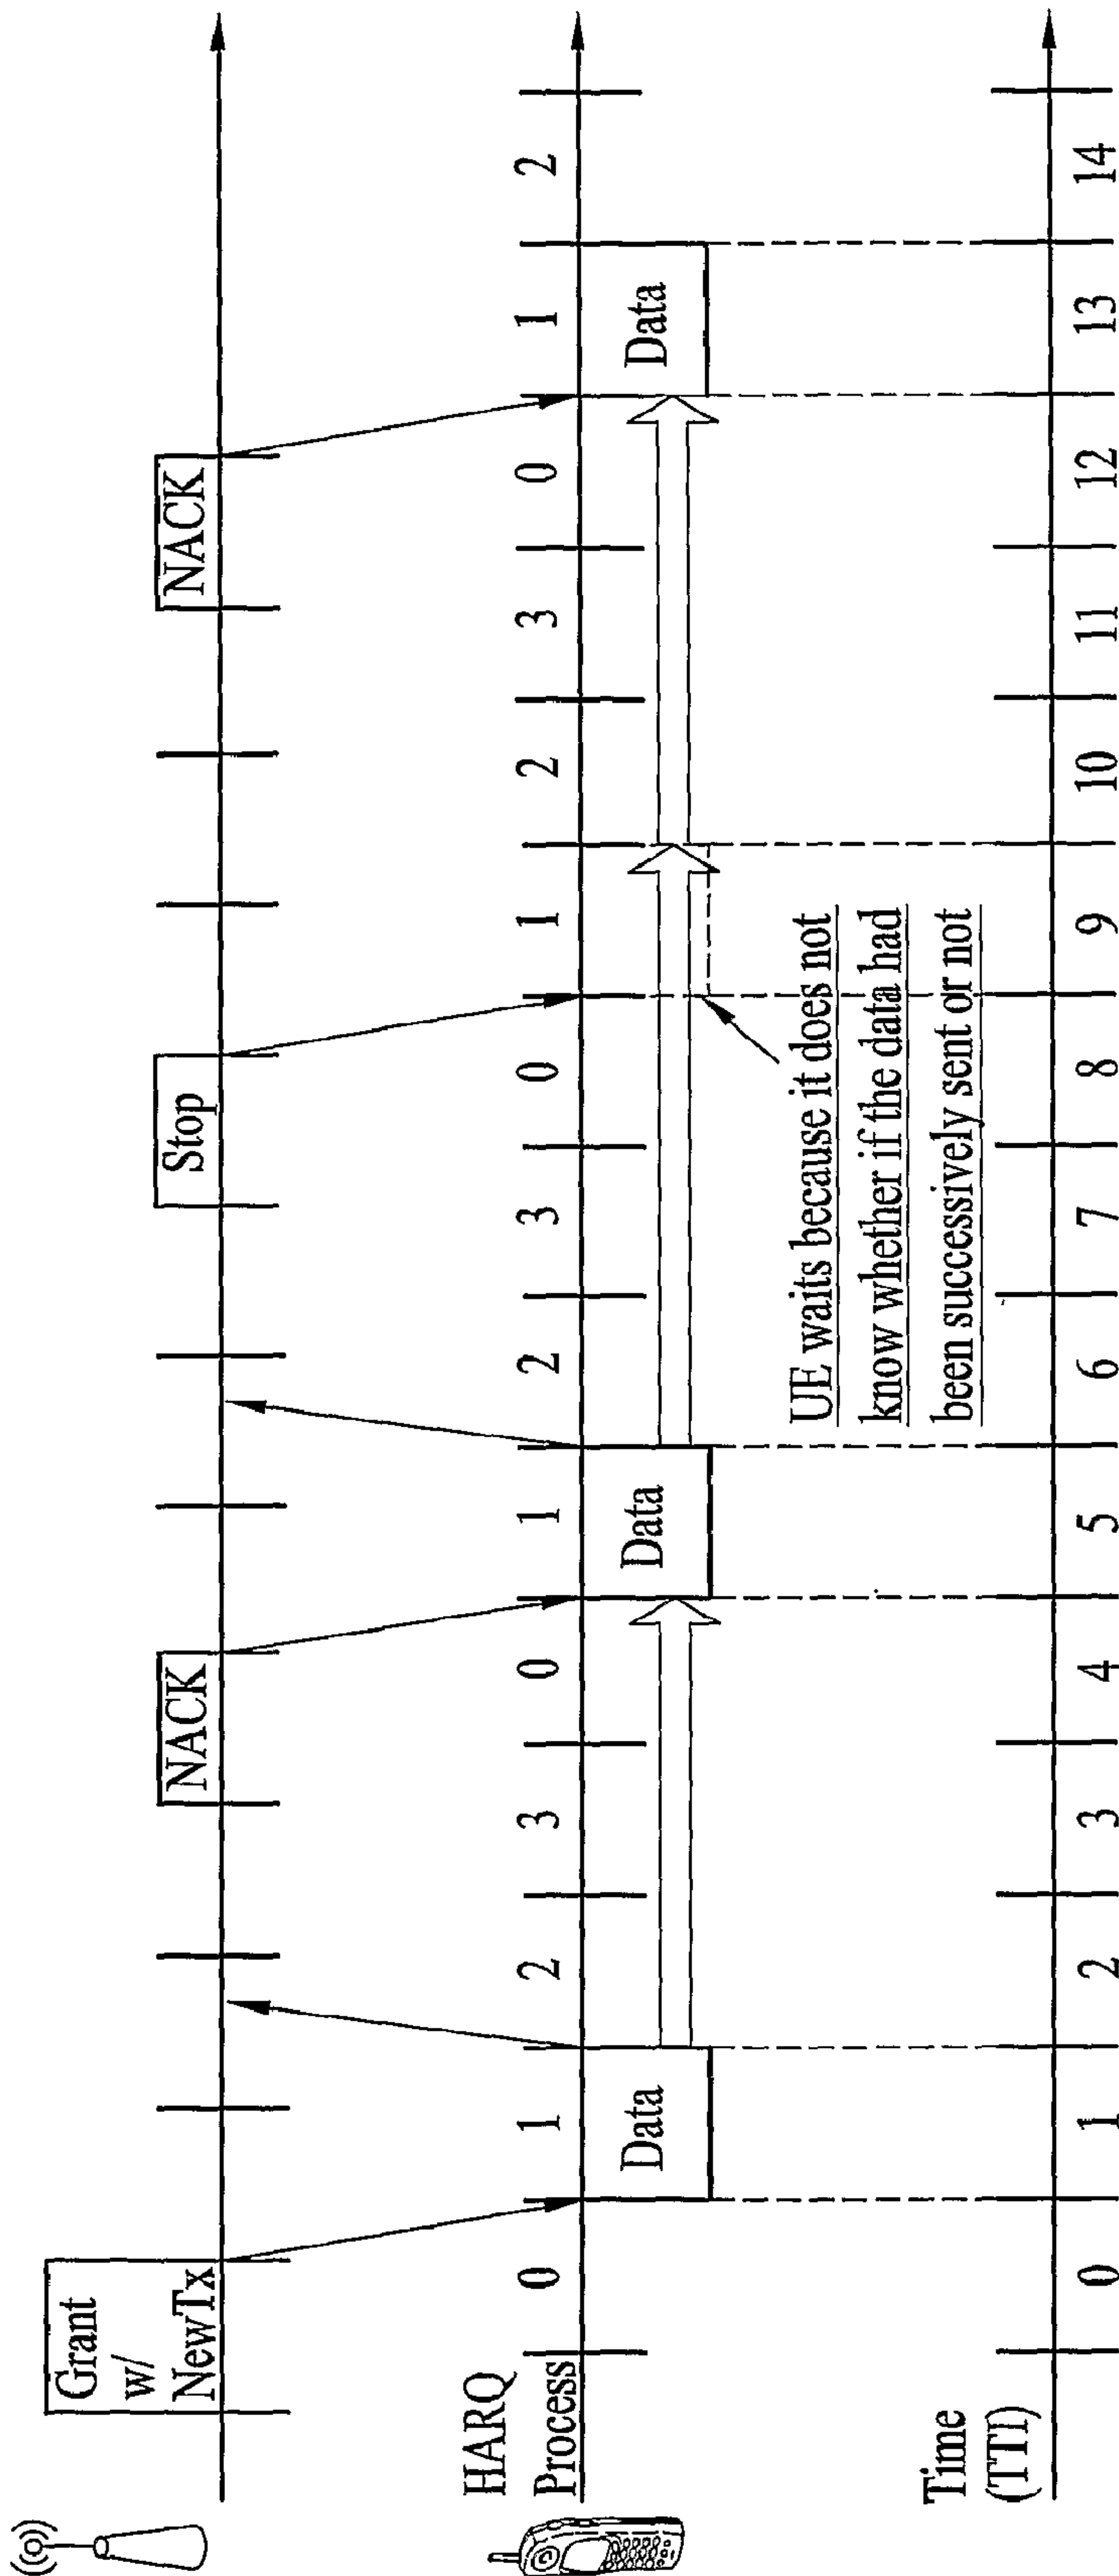 Grant
w/
NewTx
NACK
Stop
NACK
HARQ
Process
0 1 2 3 0 1 2 3 0 1 2 3 0 1 2
Data
Data
Data
UE waits because it does not
know whether if the data had
been successively sent or not
Time
(TTI)
0 1 2 3 4 5 6 7 8 9 10 11 12 13 14